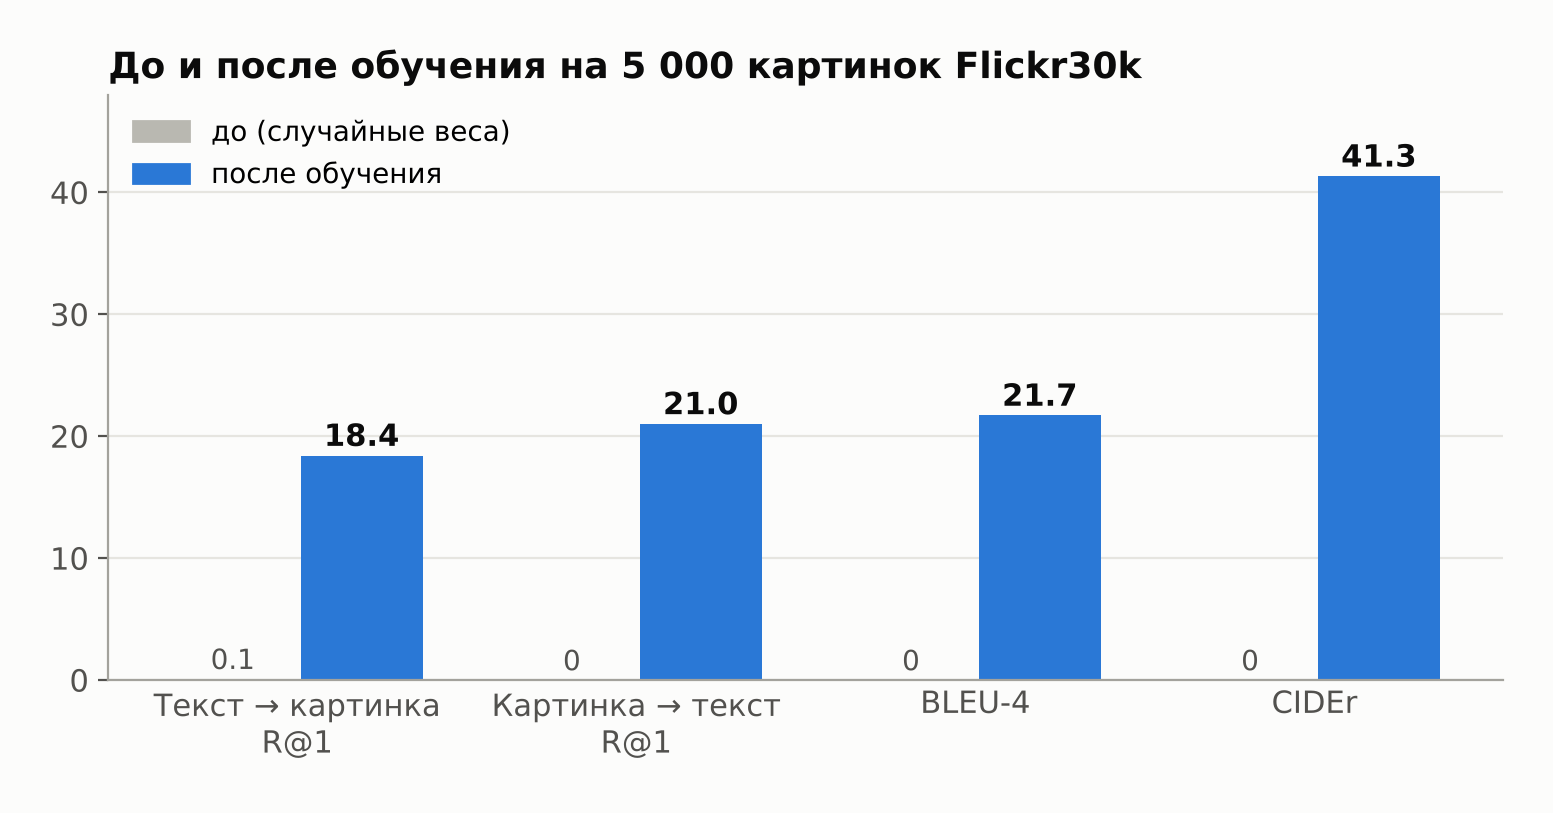 До и после обучения на 5 000 картинок Flickr30k
до (случайные веса)
после обучения
40
30
20
10
0
0.1
18.4
0
21.0
0
21.7
0
41.3
Текст → картинка
R@1
Картинка → текст
R@1
BLEU-4
CIDEr